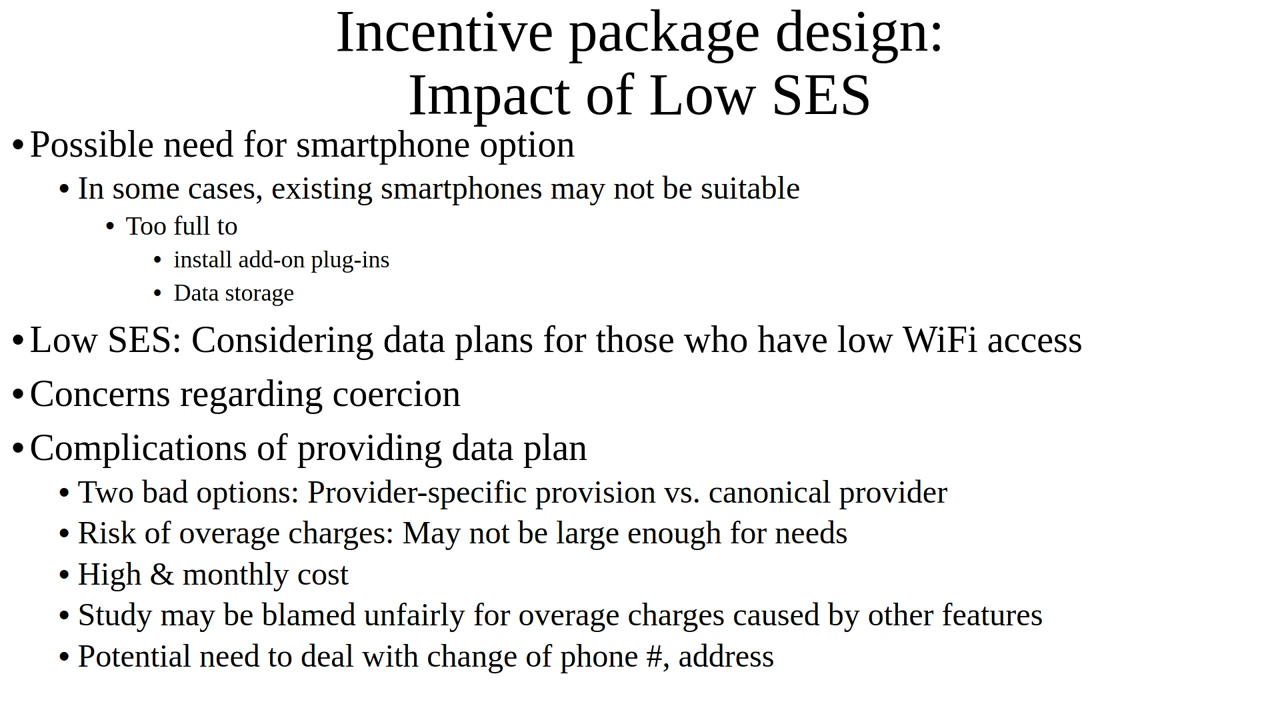 Incentive package design:
Impact of Low SES
• Possible need for smartphone option
• In some cases, existing smartphones may not be suitable
• Too full to
• install add-on plug-ins
• Data storage
• Low SES: Considering data plans for those who have low WiFi access
• Concerns regarding coercion
• Complications of providing data plan
• Two bad options: Provider-specific provision vs. canonical provider
• Risk of overage charges: May not be large enough for needs
• High & monthly cost
• Study may be blamed unfairly for overage charges caused by other features
• Potential need to deal with change of phone #, address